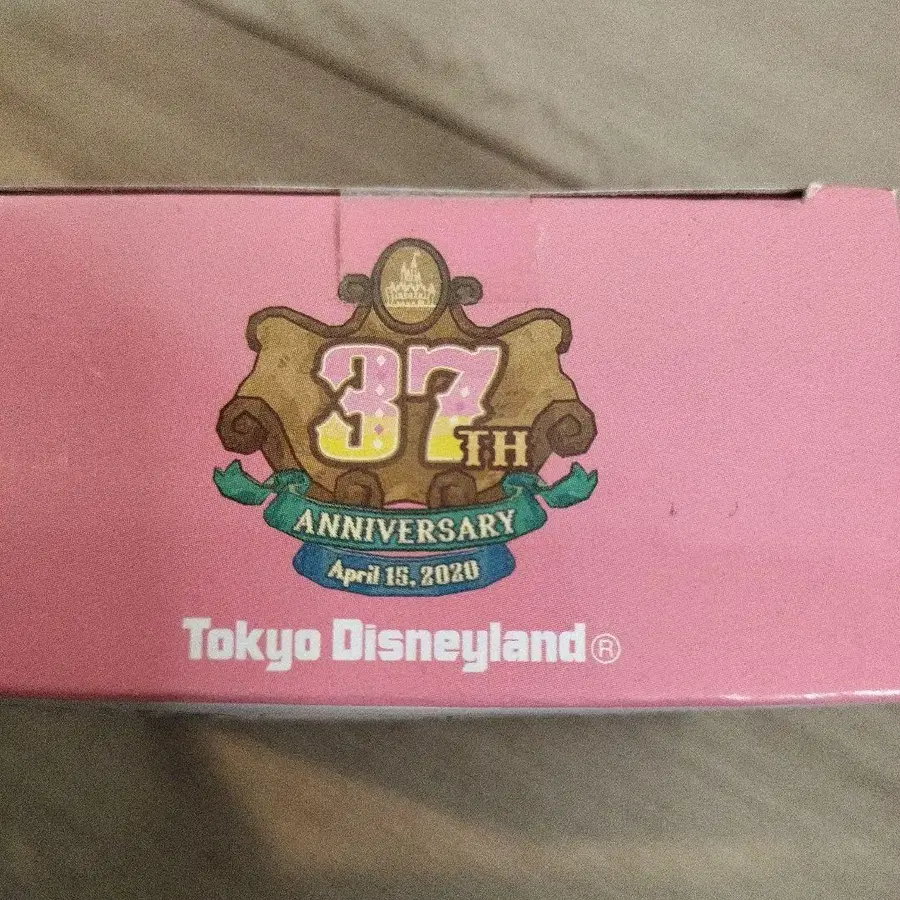 37TH
ANNIVERSARY
April 15, 2020
Tokyo Disneyland®